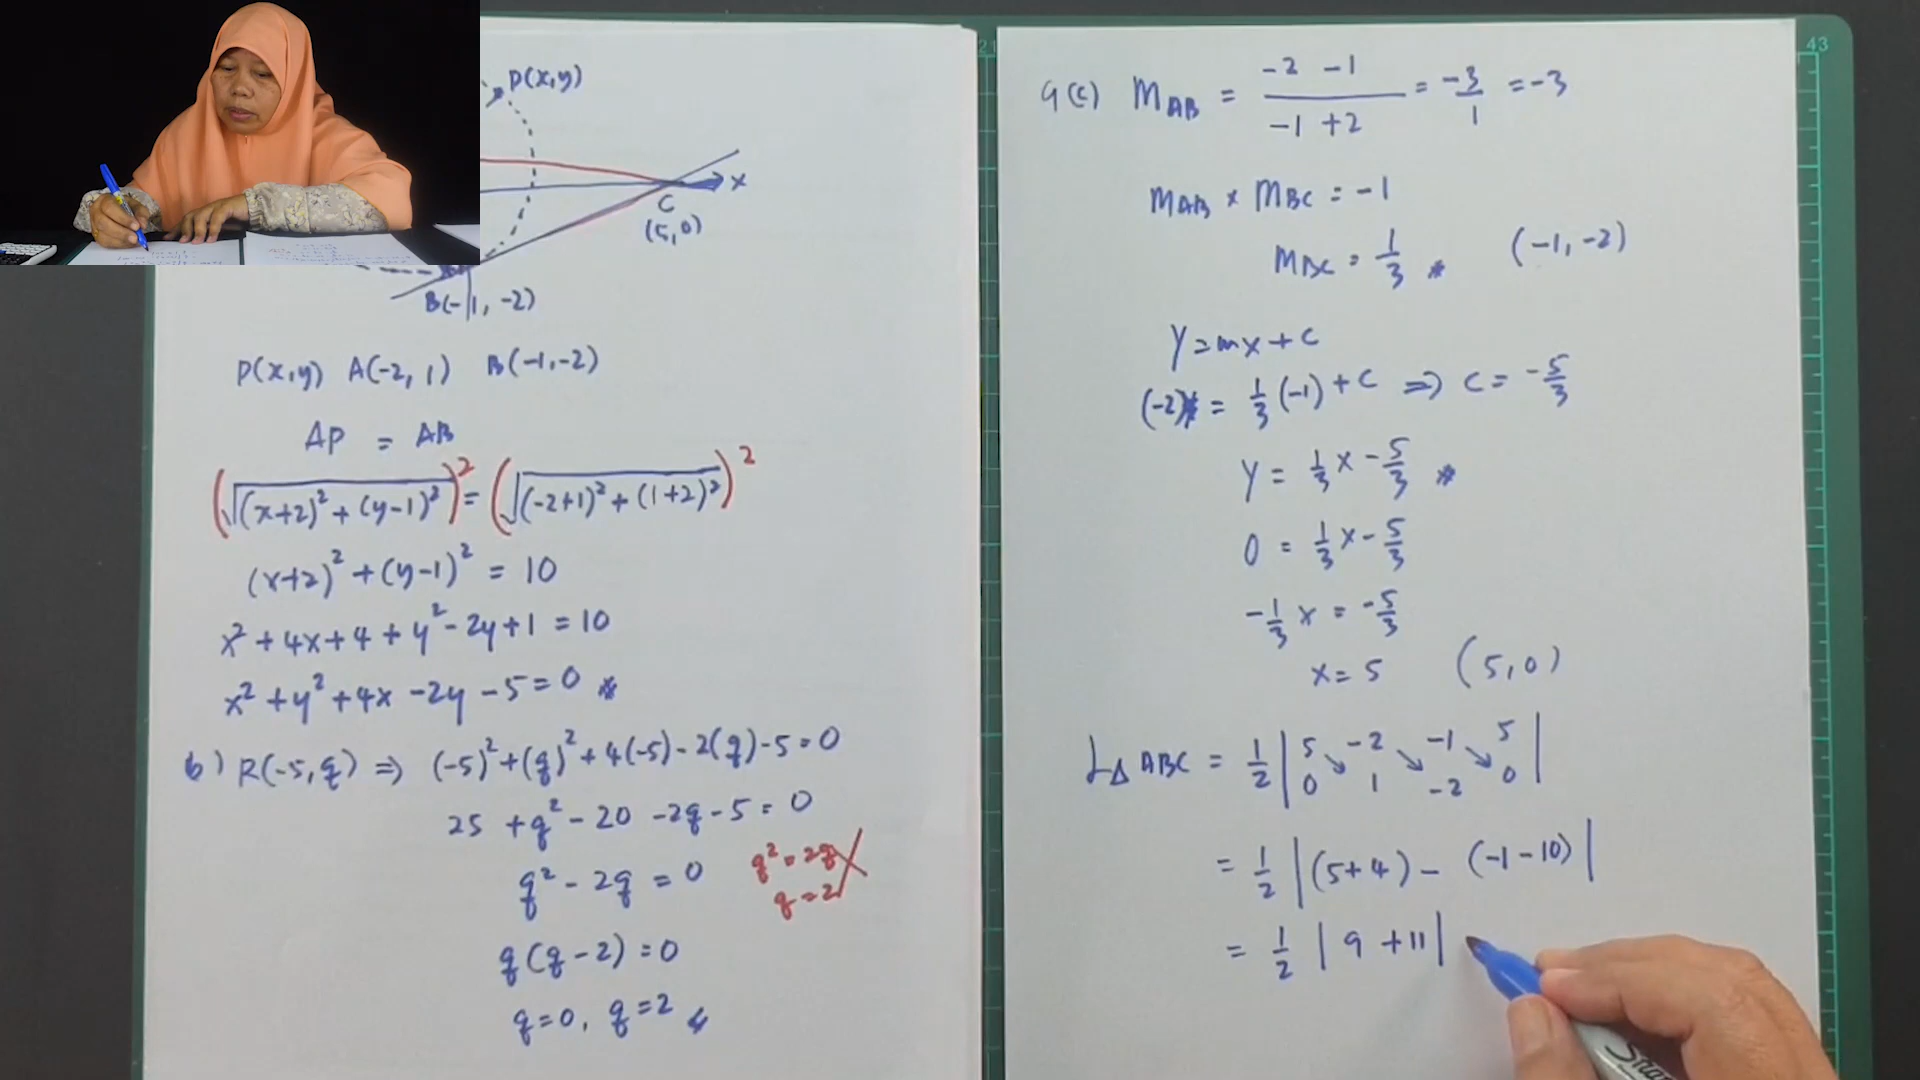 P(x,y)
x
C
(5,0)
B(-1, -2)
P(x,y) A(-2, 1) B(-1,-2)
AP = AB
(√((x+2)² + (y-1)²))² = (√((-2+1)² + (1+2)²))²
(x+2)² + (y-1)² = 10
x² + 4x + 4 + y² - 2y + 1 = 10
x² + y² + 4x - 2y - 5 = 0
b) R(-5, q) ⇒ (-5)² + (q)² + 4(-5) - 2(q) - 5 = 0
25 + q² - 20 - 2q - 5 = 0
q² - 2q = 0
q² = 2q
q = 2
q(q - 2) = 0
q = 0, q = 2
21
43
9(c) M_AB = (-2 -1)/(-1 +2) = -3/1 = -3
M_AB × M_BC = -1
M_BC = 1/3
(-1, -2)
Y = mx + C
(-2) = 1/3 (-1) + C ⇒ C = -5/3
Y = 1/3 x - 5/3
0 = 1/3 x - 5/3
-1/3 x = -5/3
x = 5 (5, 0)
L△ ABC = 1/2 | 5 -2 -1 5 |
0 1 -2 0
= 1/2 | (5+4) - (-1 - 10) |
= 1/2 | 9 + 11 |